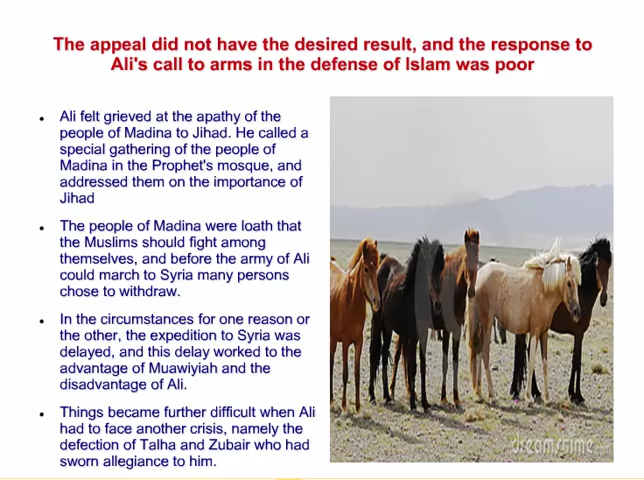 The appeal did not have the desired result, and the response to
Ali's call to arms in the defense of Islam was poor
• Ali felt grieved at the apathy of the
people of Madina to Jihad. He called a
special gathering of the people of
Madina in the Prophet's mosque, and
addressed them on the importance of
Jihad
• The people of Madina were loath that
the Muslims should fight among
themselves, and before the army of Ali
could march to Syria many persons
chose to withdraw.
• In the circumstances for one reason or
the other, the expedition to Syria was
delayed, and this delay worked to the
advantage of Muawiyiah and the
disadvantage of Ali.
• Things became further difficult when Ali
had to face another crisis, namely the
defection of Talha and Zubair who had
sworn allegiance to him.
dreamstime.